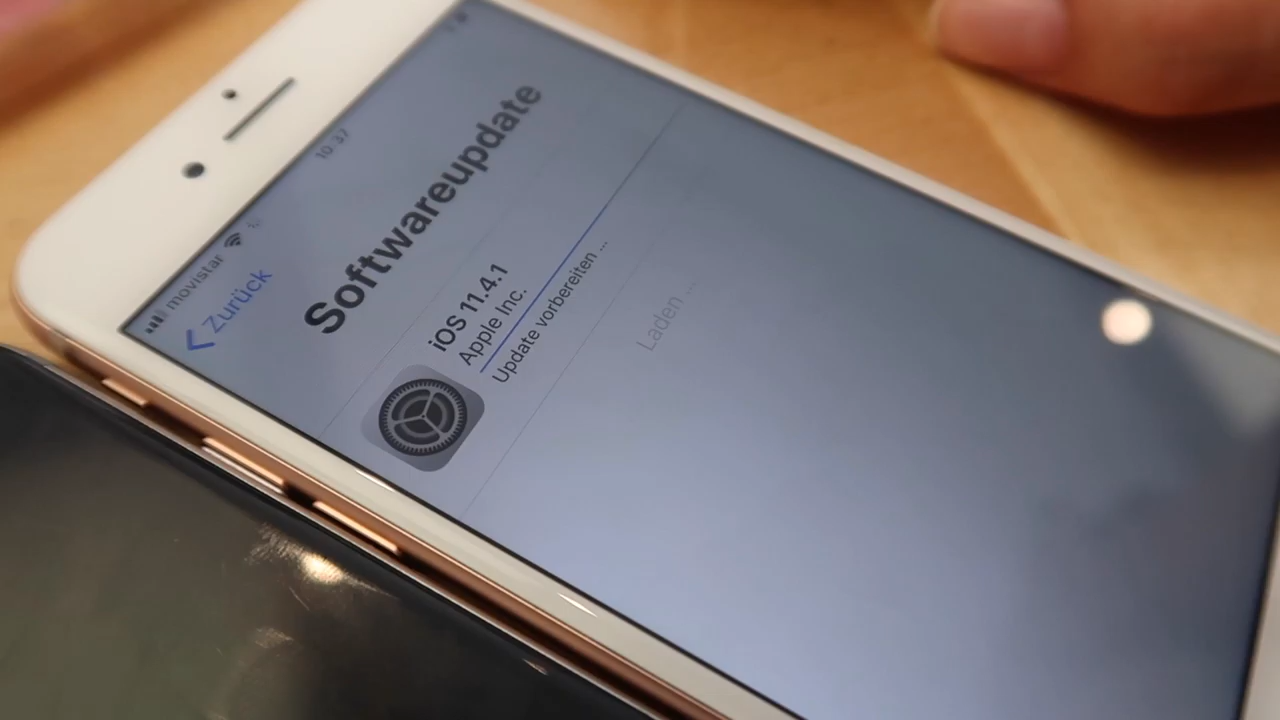 movistar
10:37
Zurück
Softwareupdate
iOS 11.4.1
Apple Inc.
Update vorbereiten ...
Laden ...